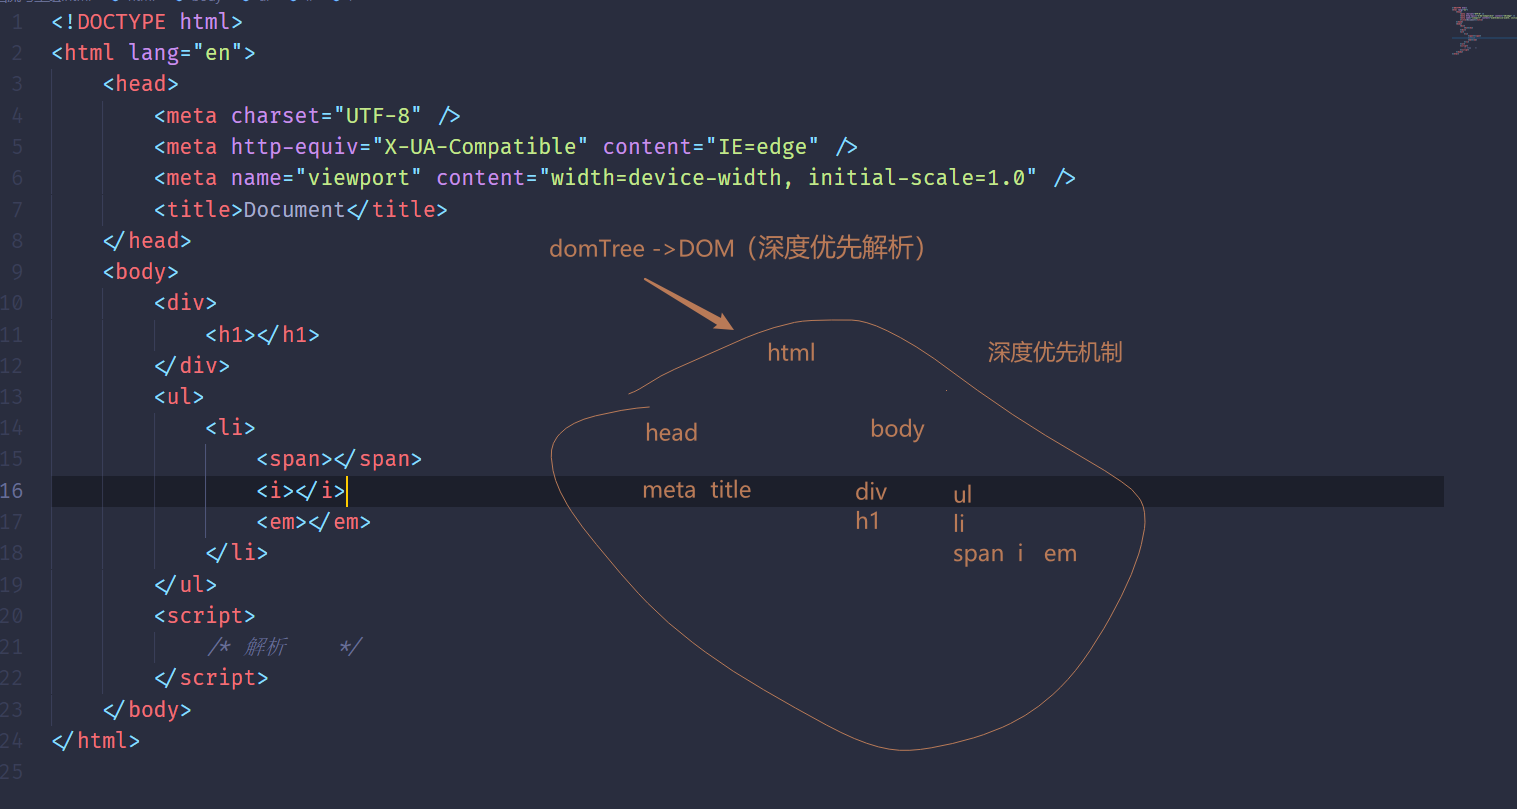 1 <!DOCTYPE html>
2 <html lang="en">
3 <head>
4 <meta charset="UTF-8" />
5 <meta http-equiv="X-UA-Compatible" content="IE=edge" />
6 <meta name="viewport" content="width=device-width, initial-scale=1.0" />
7 <title>Document</title>
8 </head>
9 <body>
10 <div>
11 <h1></h1>
12 </div>
13 <ul>
14 <li>
15 <span></span>
16 <i></i>
17 <em></em>
18 </li>
19 </ul>
20 <script>
21 /* 解析 */
22 </script>
23 </body>
24 </html>
25
domTree ->DOM（深度优先解析）
html
深度优先机制
head
body
meta title
div
ul
h1
li
span i em